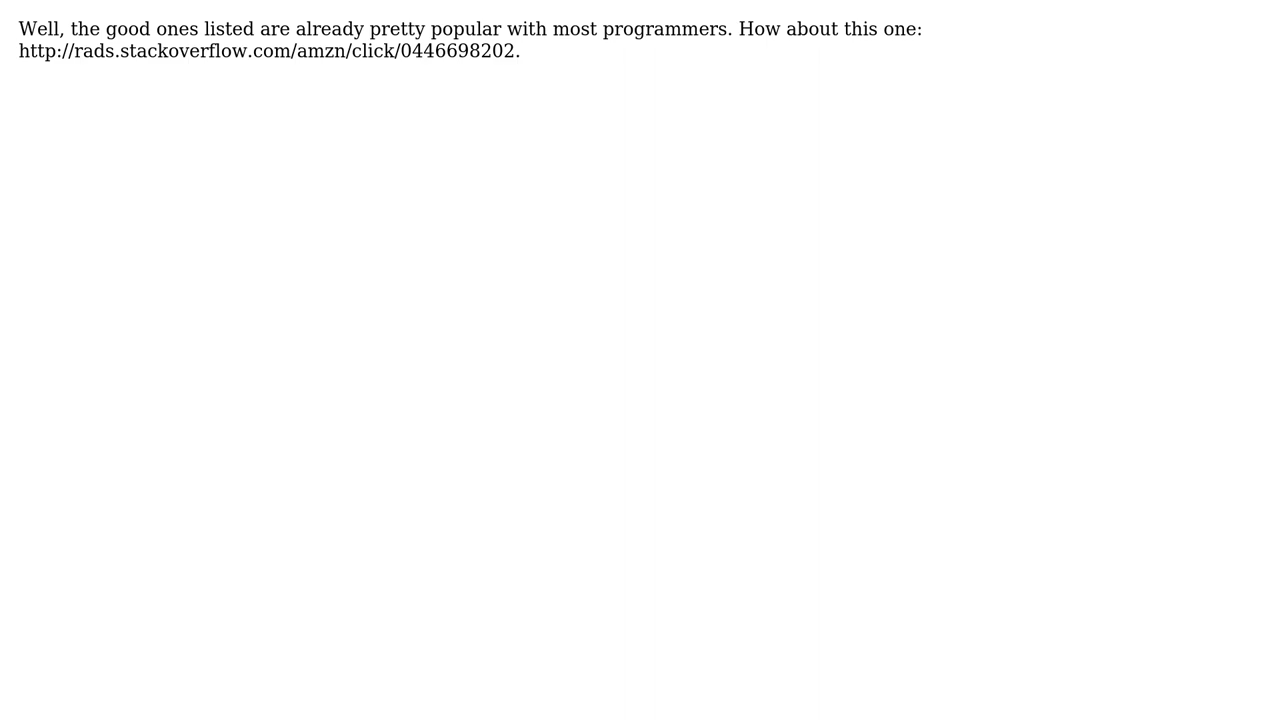 Well, the good ones listed are already pretty popular with most programmers. How about this one:
http://rads.stackoverflow.com/amzn/click/0446698202.